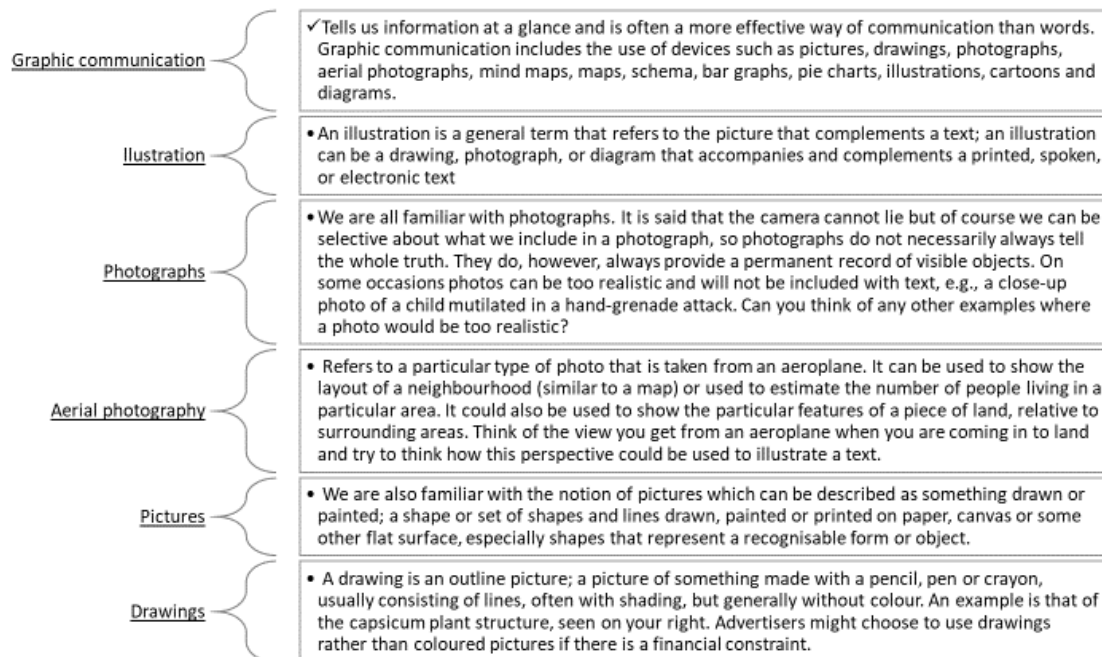 Graphic communication
✓Tells us information at a glance and is often a more effective way of communication than words.
Graphic communication includes the use of devices such as pictures, drawings, photographs,
aerial photographs, mind maps, maps, schema, bar graphs, pie charts, illustrations, cartoons and
diagrams.
Ilustration
•An illustration is a general term that refers to the picture that complements a text; an illustration
can be a drawing, photograph, or diagram that accompanies and complements a printed, spoken,
or electronic text
Photographs
•We are all familiar with photographs. It is said that the camera cannot lie but of course we can be
selective about what we include in a photograph, so photographs do not necessarily always tell
the whole truth. They do, however, always provide a permanent record of visible objects. On
some occasions photos can be too realistic and will not be included with text, e.g., a close-up
photo of a child mutilated in a hand-grenade attack. Can you think of any other examples where
a photo would be too realistic?
Aerial photography
• Refers to a particular type of photo that is taken from an aeroplane. It can be used to show the
layout of a neighbourhood (similar to a map) or used to estimate the number of people living in a
particular area. It could also be used to show the particular features of a piece of land, relative to
surrounding areas. Think of the view you get from an aeroplane when you are coming in to land
and try to think how this perspective could be used to illustrate a text.
Pictures
• We are also familiar with the notion of pictures which can be described as something drawn or
painted; a shape or set of shapes and lines drawn, painted or printed on paper, canvas or some
other flat surface, especially shapes that represent a recognisable form or object.
Drawings
• A drawing is an outline picture; a picture of something made with a pencil, pen or crayon,
usually consisting of lines, often with shading, but generally without colour. An example is that of
the capsicum plant structure, seen on your right. Advertisers might choose to use drawings
rather than coloured pictures if there is a financial constraint.